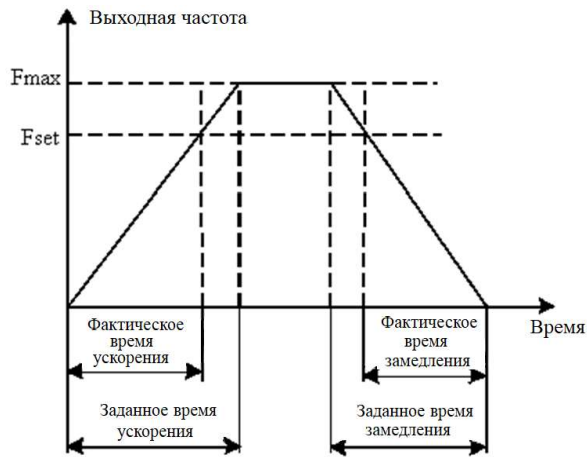 Выходная частота
Fmax
Fset
Время
Фактическое
время
ускорения
Фактическое
время
замедления
Заданное время
ускорения
Заданное время
замедления